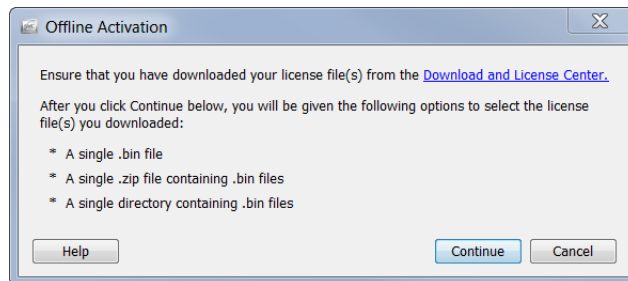 Offline Activation
Ensure that you have downloaded your license file(s) from the Download and License Center.
After you click Continue below, you will be given the following options to select the license
file(s) you downloaded:
* A single .bin file
* A single .zip file containing .bin files
* A single directory containing .bin files
Help Continue Cancel